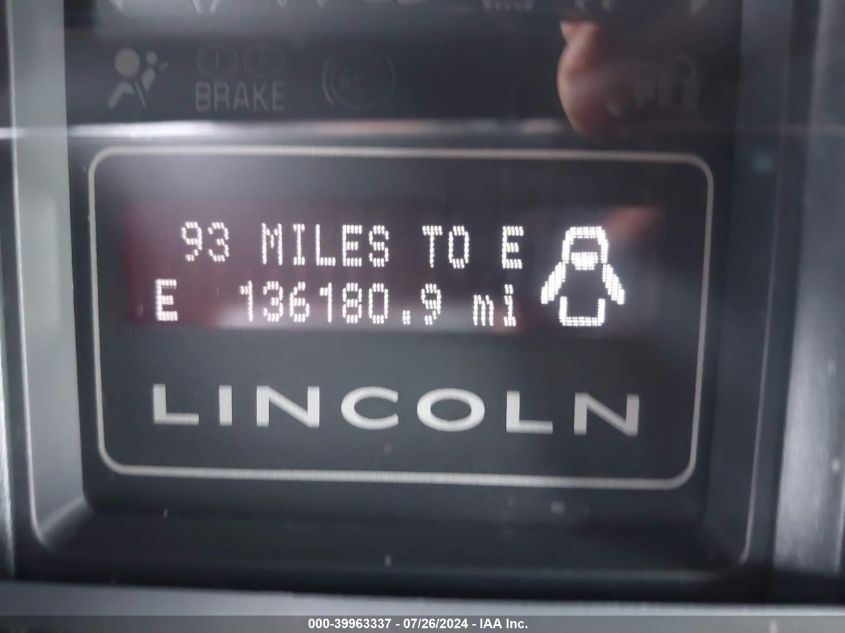 BRAKE
93 MILES TO E
E 136180.9 mi
LINCOLN
000-39963337 - 07/26/2024 - IAA Inc.